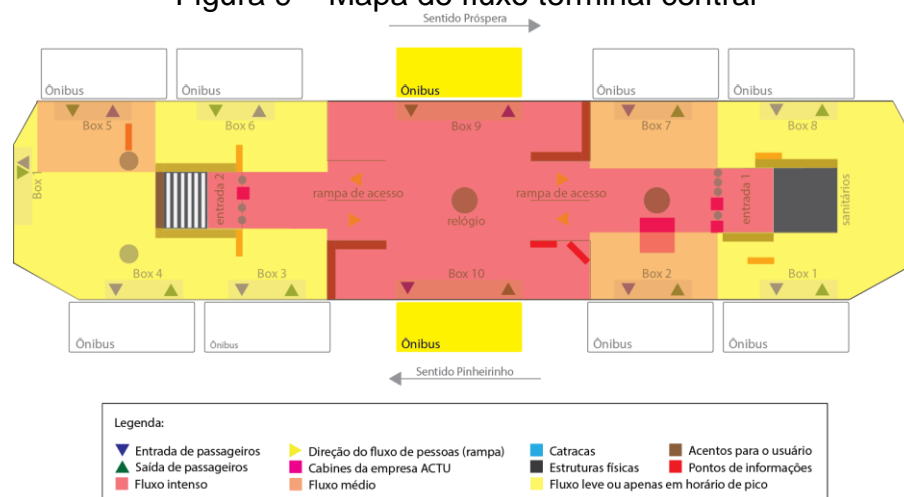 Figura 6 – Mapa de fluxo terminal central
Sentido Próspera
Ônibus
Ônibus
Ônibus
Ônibus
Ônibus
Box 5
Box 6
Box 9
Box 7
Box 8
Box 1
entrada 2
rampa de acesso
relógio
rampa de acesso
entrada 1
sanitários
Box 4
Box 3
Box 10
Box 2
Box 1
Ônibus
Ônibus
Ônibus
Ônibus
Ônibus
Sentido Pinheirinho
Legenda:
Entrada de passageiros
Direção do fluxo de pessoas (rampa)
Catracas
Acentos para o usuário
Saída de passageiros
Cabines da empresa ACTU
Estruturas físicas
Pontos de informações
Fluxo intenso
Fluxo médio
Fluxo leve ou apenas em horário de pico